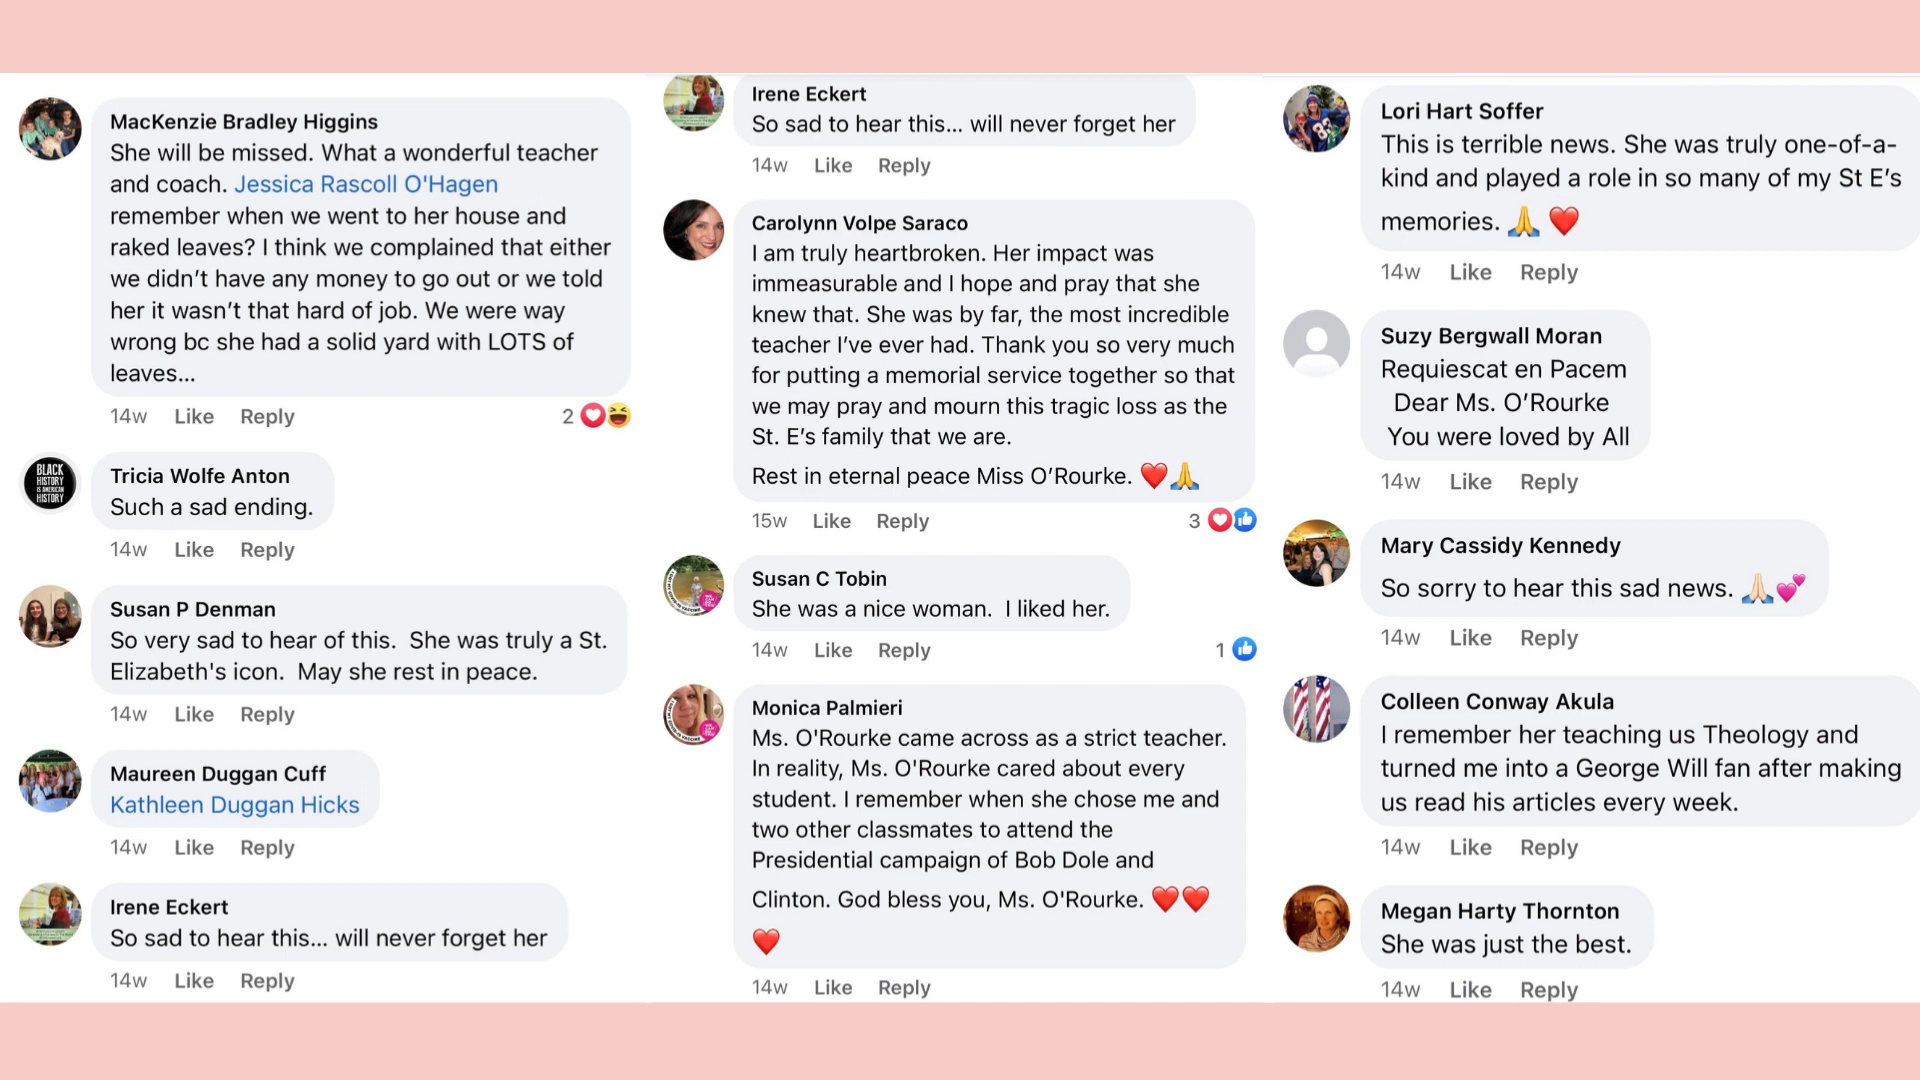 MacKenzie Bradley Higgins
She will be missed. What a wonderful teacher
and coach. Jessica Rascoll O'Hagen
remember when we went to her house and
raked leaves? I think we complained that either
we didn’t have any money to go out or we told
her it wasn’t that hard of job. We were way
wrong bc she had a solid yard with LOTS of
leaves...
14w Like Reply 2
BLACK
HISTORY
IS AMERICAN
HISTORY
Tricia Wolfe Anton
Such a sad ending.
14w Like Reply
Susan P Denman
So very sad to hear of this. She was truly a St.
Elizabeth's icon. May she rest in peace.
14w Like Reply
Maureen Duggan Cuff
Kathleen Duggan Hicks
14w Like Reply
Irene Eckert
So sad to hear this... will never forget her
14w Like Reply
Irene Eckert
So sad to hear this... will never forget her
14w Like Reply
Carolynn Volpe Saraco
I am truly heartbroken. Her impact was
immeasurable and I hope and pray that she
knew that. She was by far, the most incredible
teacher I’ve ever had. Thank you so very much
for putting a memorial service together so that
we may pray and mourn this tragic loss as the
St. E’s family that we are.
Rest in eternal peace Miss O’Rourke. ❤️🙏
15w Like Reply 3
Susan C Tobin
She was a nice woman. I liked her.
14w Like Reply 1
Monica Palmieri
Ms. O'Rourke came across as a strict teacher.
In reality, Ms. O'Rourke cared about every
student. I remember when she chose me and
two other classmates to attend the
Presidential campaign of Bob Dole and
Clinton. God bless you, Ms. O'Rourke. ❤️❤️
❤️
14w Like Reply
Lori Hart Soffer
This is terrible news. She was truly one-of-a-
kind and played a role in so many of my St E’s
memories. 🙏 ❤️
14w Like Reply
Suzy Bergwall Moran
Requiescat en Pacem
Dear Ms. O’Rourke
You were loved by All
14w Like Reply
Mary Cassidy Kennedy
So sorry to hear this sad news. 🙏🏻💕
14w Like Reply
Colleen Conway Akula
I remember her teaching us Theology and
turned me into a George Will fan after making
us read his articles every week.
14w Like Reply
Megan Harty Thornton
She was just the best.
14w Like Reply